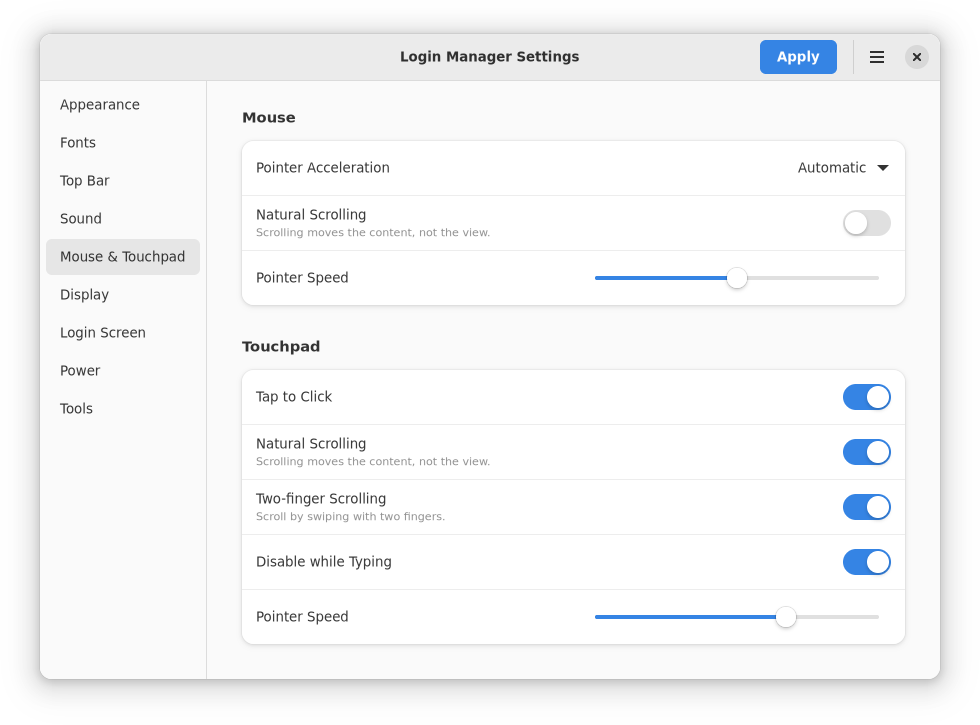 Login Manager Settings
Apply
Appearance
Fonts
Top Bar
Sound
Mouse & Touchpad
Display
Login Screen
Power
Tools
Mouse
Pointer Acceleration
Automatic
Natural Scrolling
Scrolling moves the content, not the view.
Pointer Speed
Touchpad
Tap to Click
Natural Scrolling
Scrolling moves the content, not the view.
Two-finger Scrolling
Scroll by swiping with two fingers.
Disable while Typing
Pointer Speed